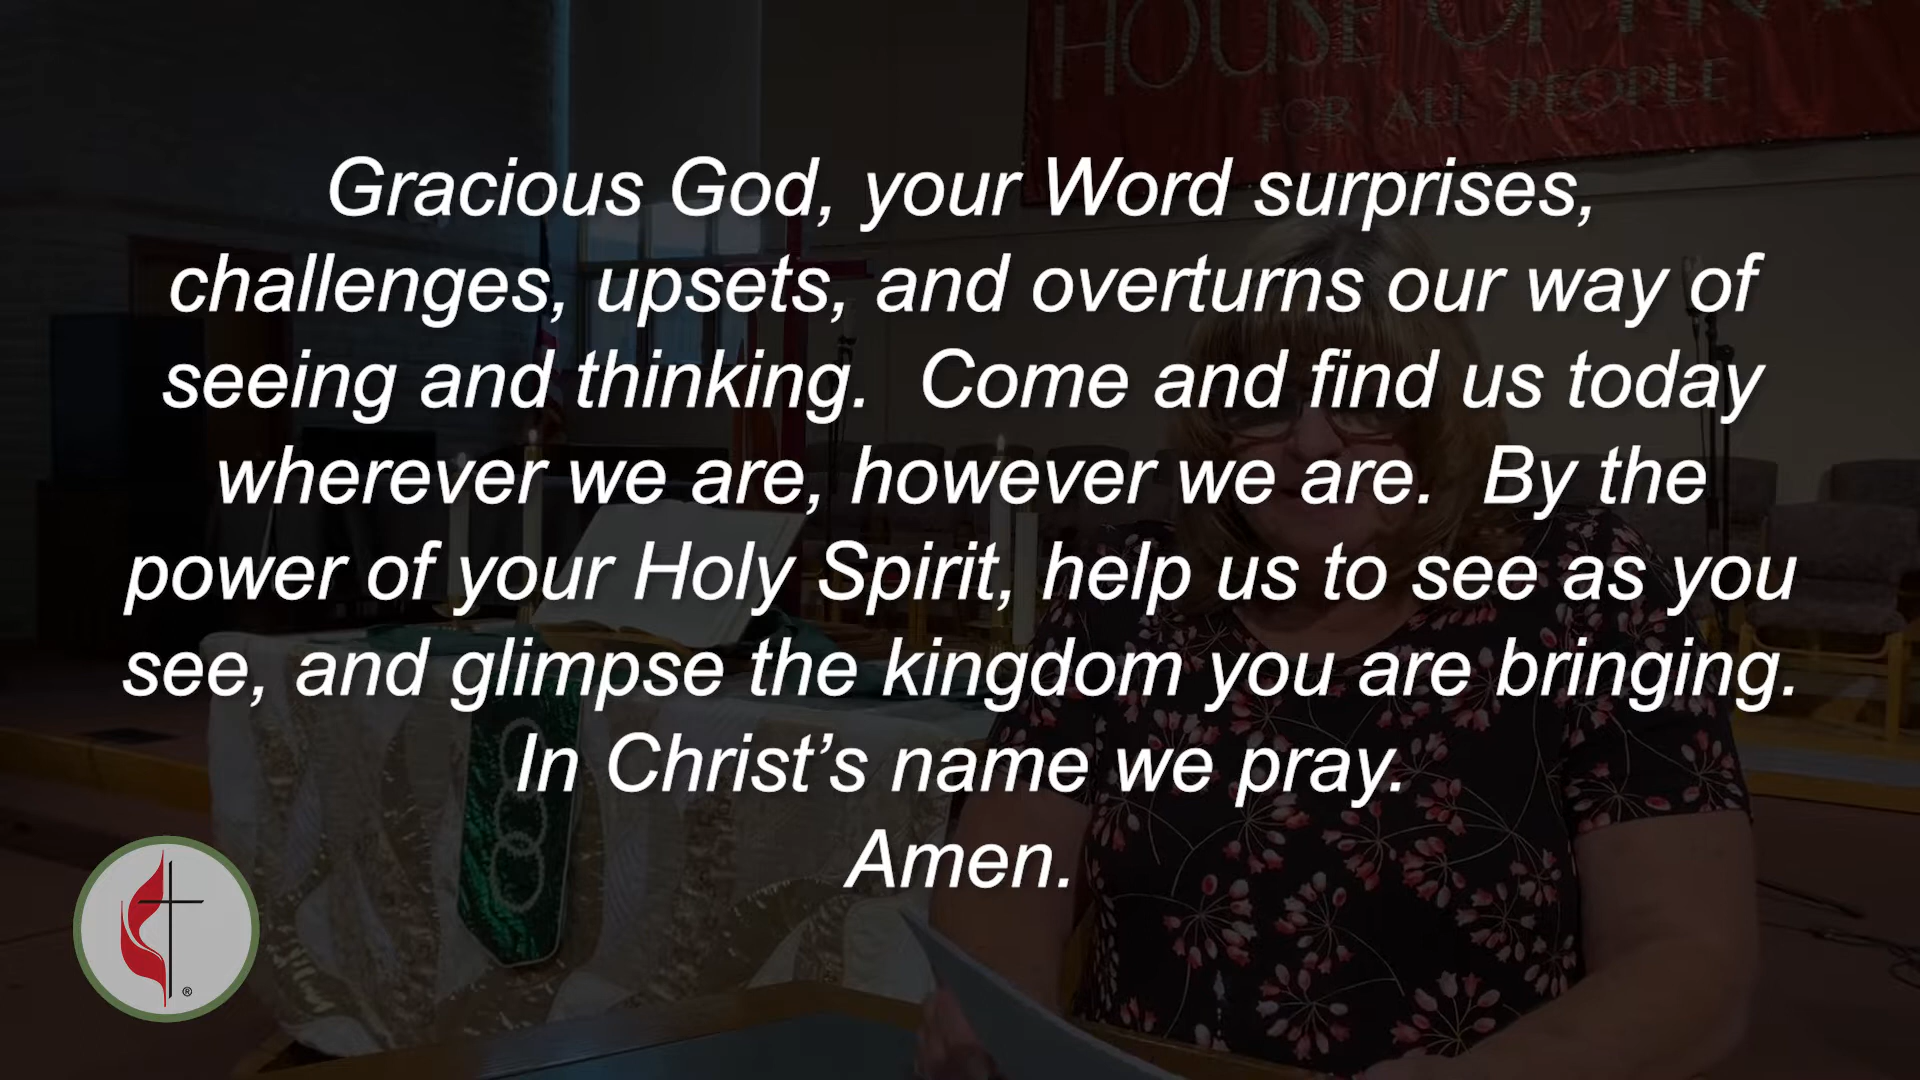 HOUSE OF
FOR ALL PEOPLE
Gracious God, your Word surprises,
challenges, upsets, and overturns our way of
seeing and thinking.  Come and find us today
wherever we are, however we are.  By the
power of your Holy Spirit, help us to see as you
see, and glimpse the kingdom you are bringing.
In Christ’s name we pray.
Amen.
®